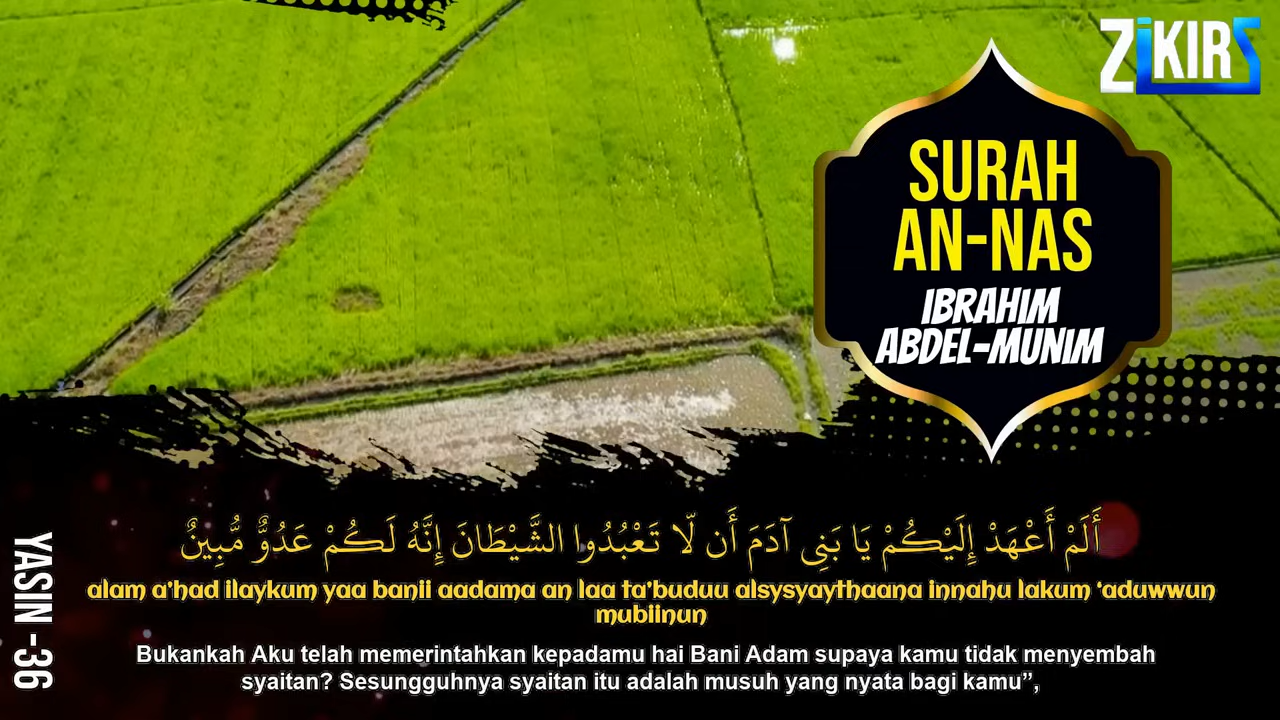 ZIKIRS
SURAH
AN-NAS
IBRAHIM
ABDEL-MUNIM
أَلَمْ أَعْهَدْ إِلَيْكُمْ يَا بَنِى آدَمَ أَن لَّا تَعْبُدُوا الشَّيْطَانَ إِنَّهُ لَكُمْ عَدُوٌّ مُّبِينٌ
alam a'had ilaykum yaa banii aadama an laa ta'buduu alsysyaythaana innahu lakum ‘aduwwun
mubiinun
Bukankah Aku telah memerintahkan kepadamu hai Bani Adam supaya kamu tidak menyembah
syaitan? Sesungguhnya syaitan itu adalah musuh yang nyata bagi kamu”,
YASIN -36